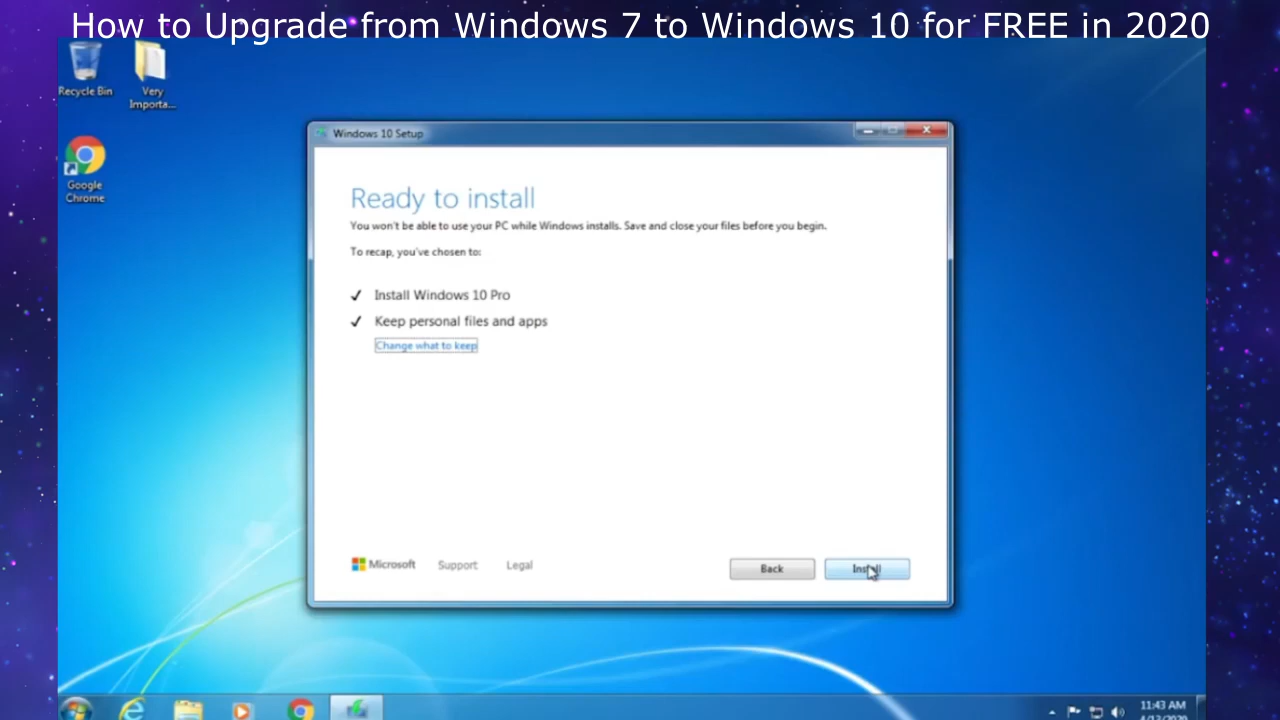 How to Upgrade from Windows 7 to Windows 10 for FREE in 2020
Recycle Bin
Very
Importa...
Google
Chrome
Windows 10 Setup
Ready to install
You won't be able to use your PC while Windows installs. Save and close your files before you begin.
To recap, you've chosen to:
Install Windows 10 Pro
Keep personal files and apps
Change what to keep
Microsoft Support Legal
Back Install
11:43 AM